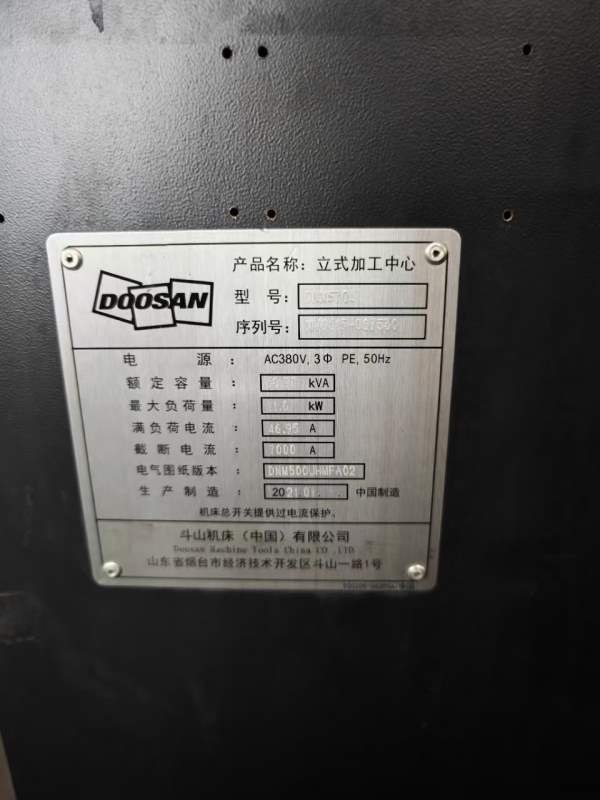 DOOSAN
产品名称：立式加工中心
型 号：
序列号：
电 源：AC380V, 3Φ PE, 50Hz
额定容量： kVA
最大负荷量： kW
满负荷电流：46.95 A
截断电流：7000 A
电气图纸版本：
生产制造：2021.01 中国制造
机床总开关提供过电流保护。
斗山机床（中国）有限公司
Doosan Machine Tools China CO.,LTD
山东省烟台市经济技术开发区斗山一路1号